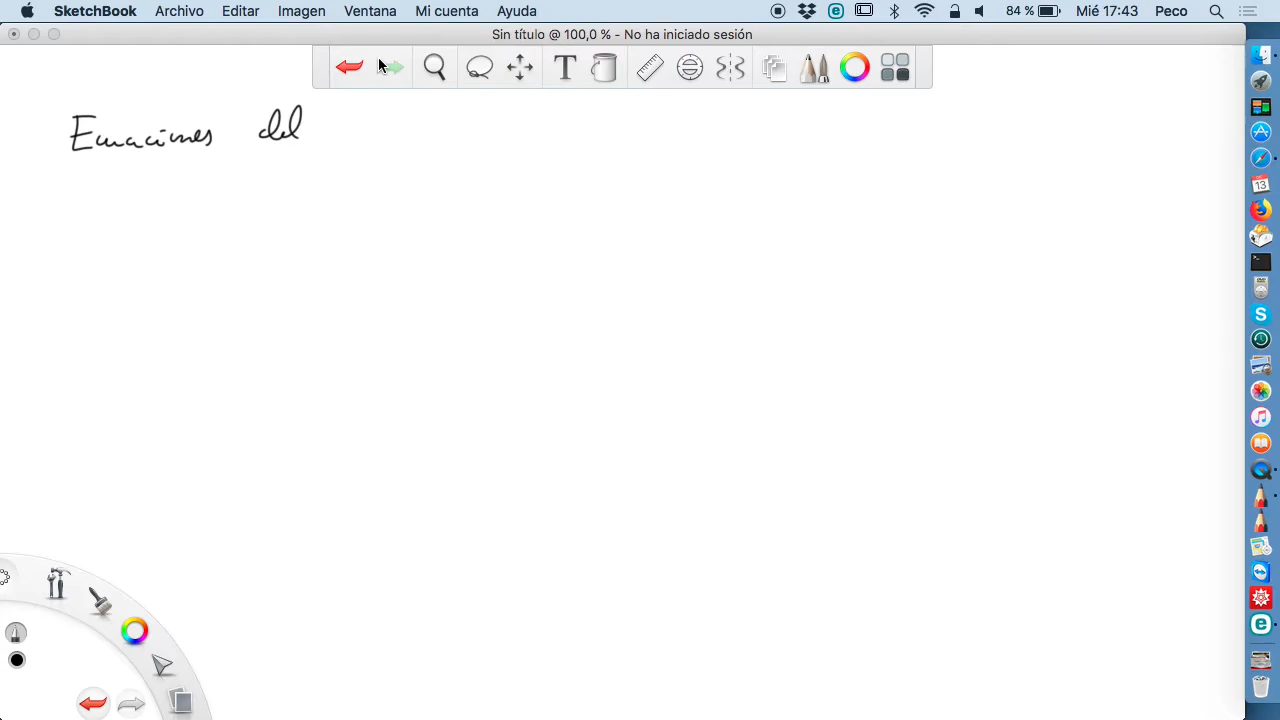 SketchBook Archivo Editar Imagen Ventana Mi cuenta Ayuda 84 % Mié 17:43 Peco
Sin título @ 100,0 % - No ha iniciado sesión
T
Ecuaciones del
13
S